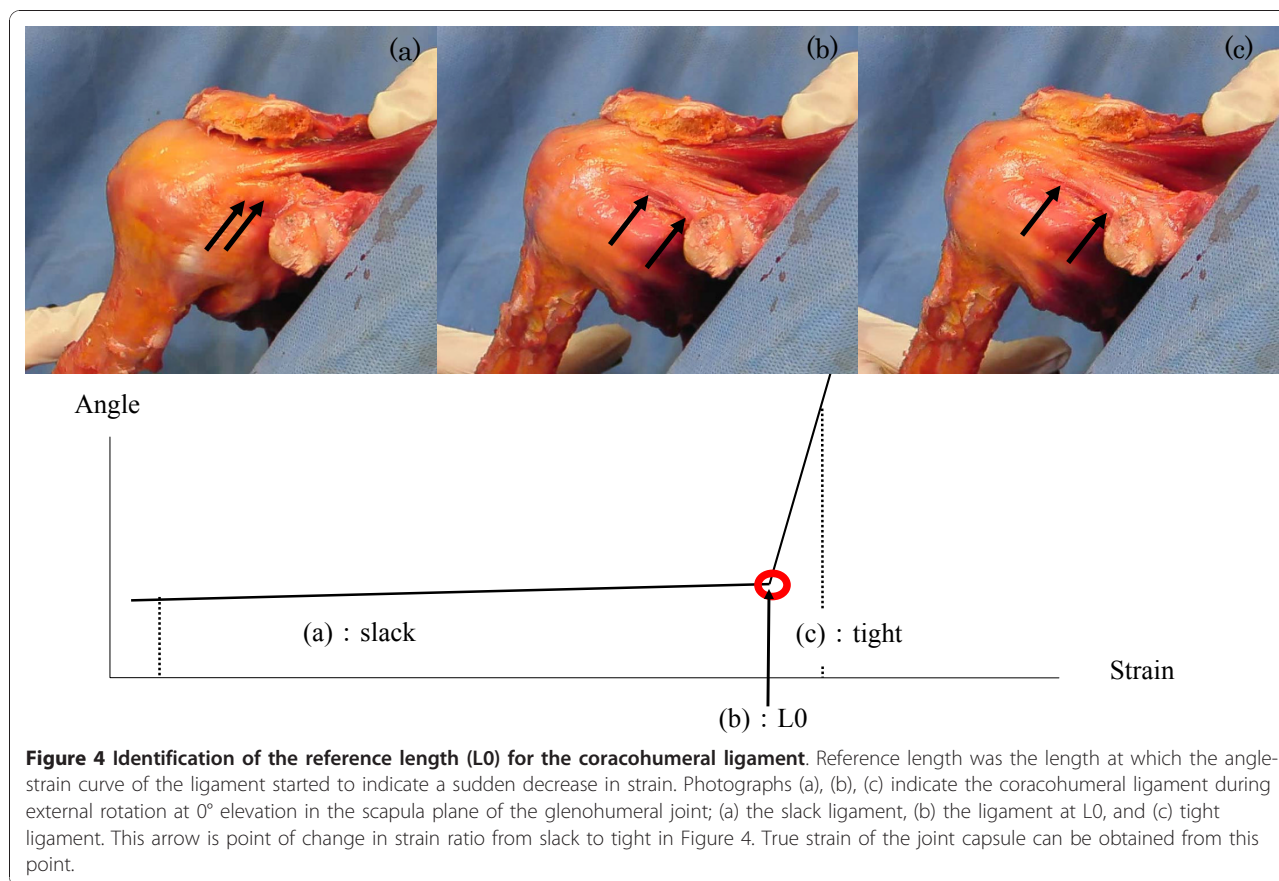 (a)
(b)
(c)
Angle
(a) : slack
(c) : tight
Strain
(b) : L0
Figure 4 Identification of the reference length (L0) for the coracohumeral ligament. Reference length was the length at which the angle-
strain curve of the ligament started to indicate a sudden decrease in strain. Photographs (a), (b), (c) indicate the coracohumeral ligament during
external rotation at 0° elevation in the scapula plane of the glenohumeral joint; (a) the slack ligament, (b) the ligament at L0, and (c) tight
ligament. This arrow is point of change in strain ratio from slack to tight in Figure 4. True strain of the joint capsule can be obtained from this
point.